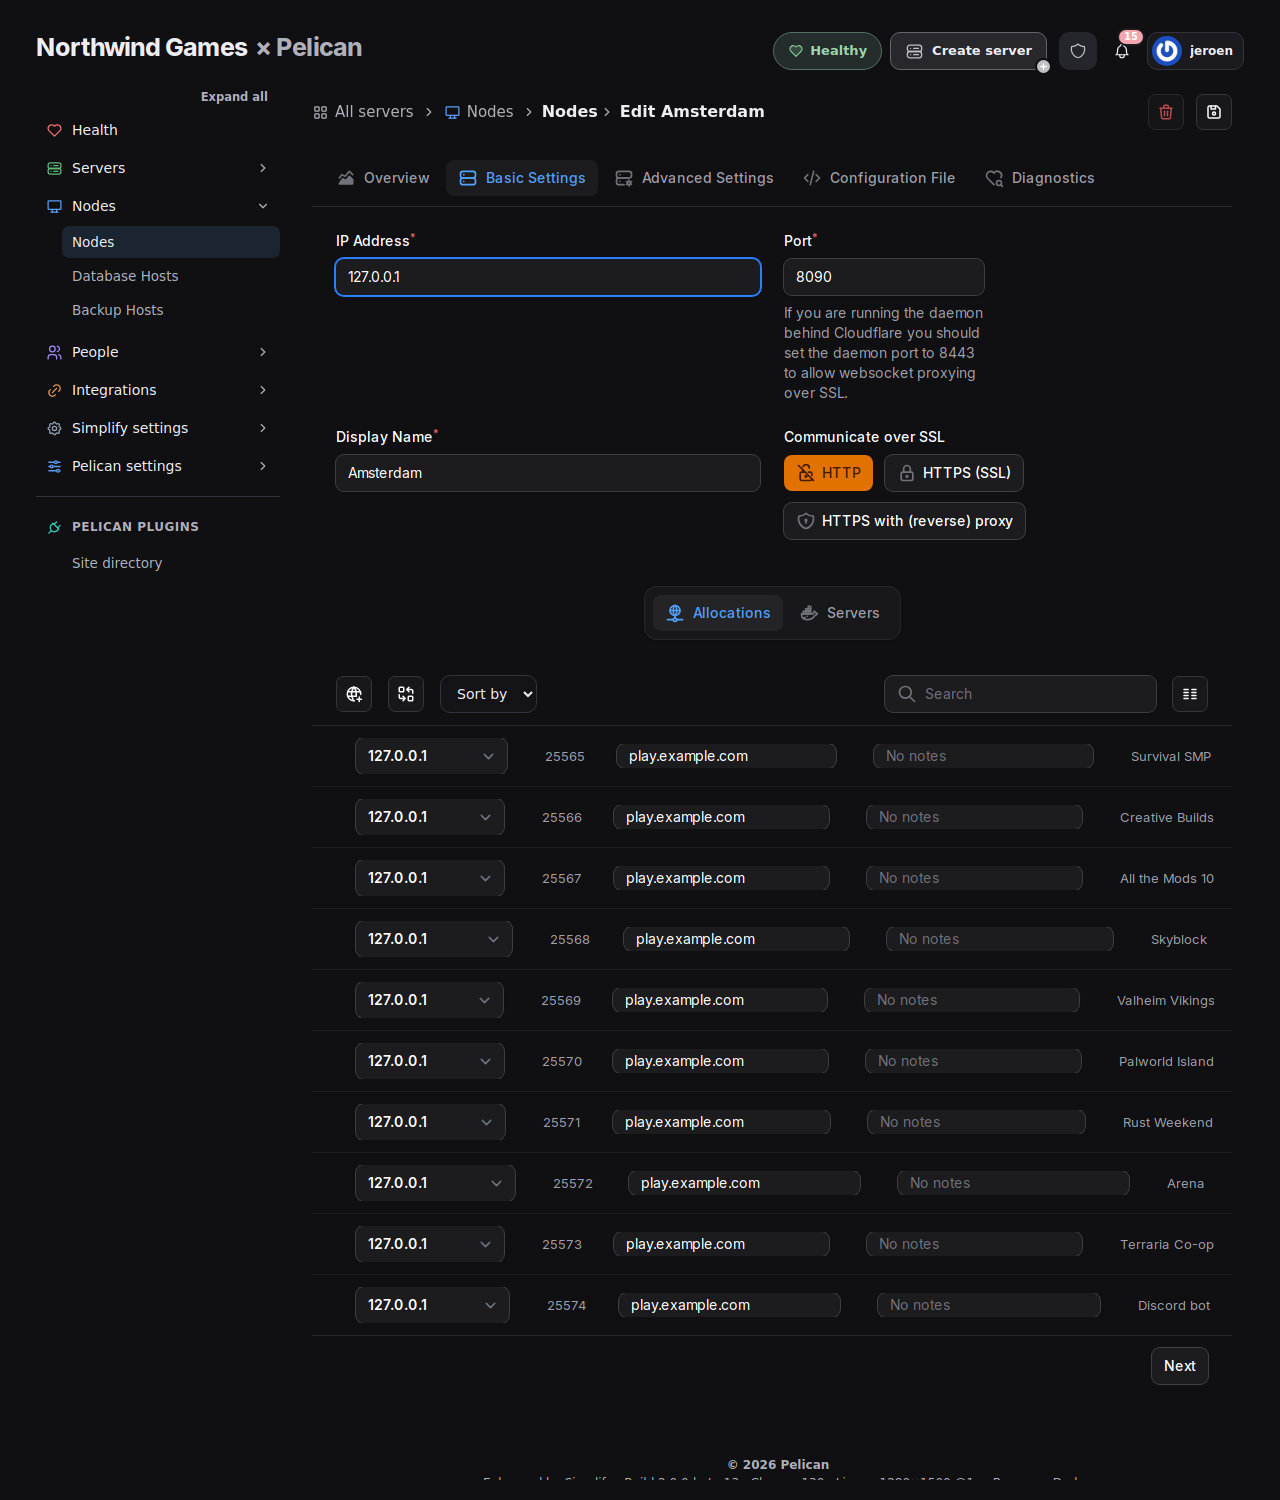 Northwind Games × Pelican
Healthy
Create server
15
jeroen
Expand all
Health
Servers
Nodes
Nodes
Database Hosts
Backup Hosts
People
Integrations
Simplify settings
Pelican settings
PELICAN PLUGINS
Site directory
All servers > Nodes > Nodes > Edit Amsterdam
Overview
Basic Settings
Advanced Settings
Configuration File
Diagnostics
IP Address*
127.0.0.1
Port*
8090
If you are running the daemon
behind Cloudflare you should
set the daemon port to 8443
to allow websocket proxying
over SSL.
Display Name*
Amsterdam
Communicate over SSL
HTTP
HTTPS (SSL)
HTTPS with (reverse) proxy
Allocations
Servers
Sort by
Search
127.0.0.1 25565 play.example.com No notes Survival SMP
127.0.0.1 25566 play.example.com No notes Creative Builds
127.0.0.1 25567 play.example.com No notes All the Mods 10
127.0.0.1 25568 play.example.com No notes Skyblock
127.0.0.1 25569 play.example.com No notes Valheim Vikings
127.0.0.1 25570 play.example.com No notes Palworld Island
127.0.0.1 25571 play.example.com No notes Rust Weekend
127.0.0.1 25572 play.example.com No notes Arena
127.0.0.1 25573 play.example.com No notes Terraria Co-op
127.0.0.1 25574 play.example.com No notes Discord bot
Next
© 2026 Pelican